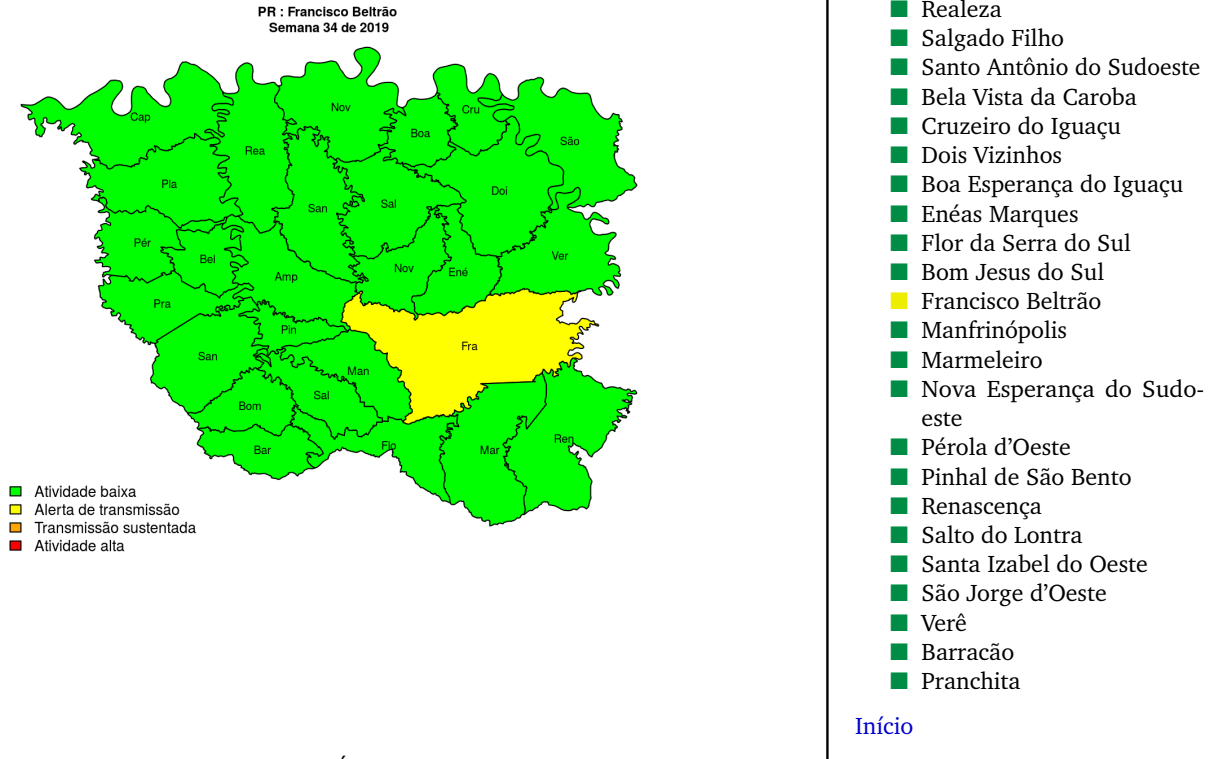 PR : Francisco Beltrão
Semana 34 de 2019
Cap
Nov
Cru
Boa
São
Rea
Pla
Doi
Sal
San
Pér
Bel
Ver
Nov
Ené
Amp
Pra
Pin
Fra
San
Man
Sal
Bom
Ren
Flo
Bar
Mar
Atividade baixa
Alerta de transmissão
Transmissão sustentada
Atividade alta
Realeza
Salgado Filho
Santo Antônio do Sudoeste
Bela Vista da Caroba
Cruzeiro do Iguaçu
Dois Vizinhos
Boa Esperança do Iguaçu
Enéas Marques
Flor da Serra do Sul
Bom Jesus do Sul
Francisco Beltrão
Manfrinópolis
Marmeleiro
Nova Esperança do Sudo-
este
Pérola d'Oeste
Pinhal de São Bento
Renascença
Salto do Lontra
Santa Izabel do Oeste
São Jorge d'Oeste
Verê
Barracão
Pranchita
Início